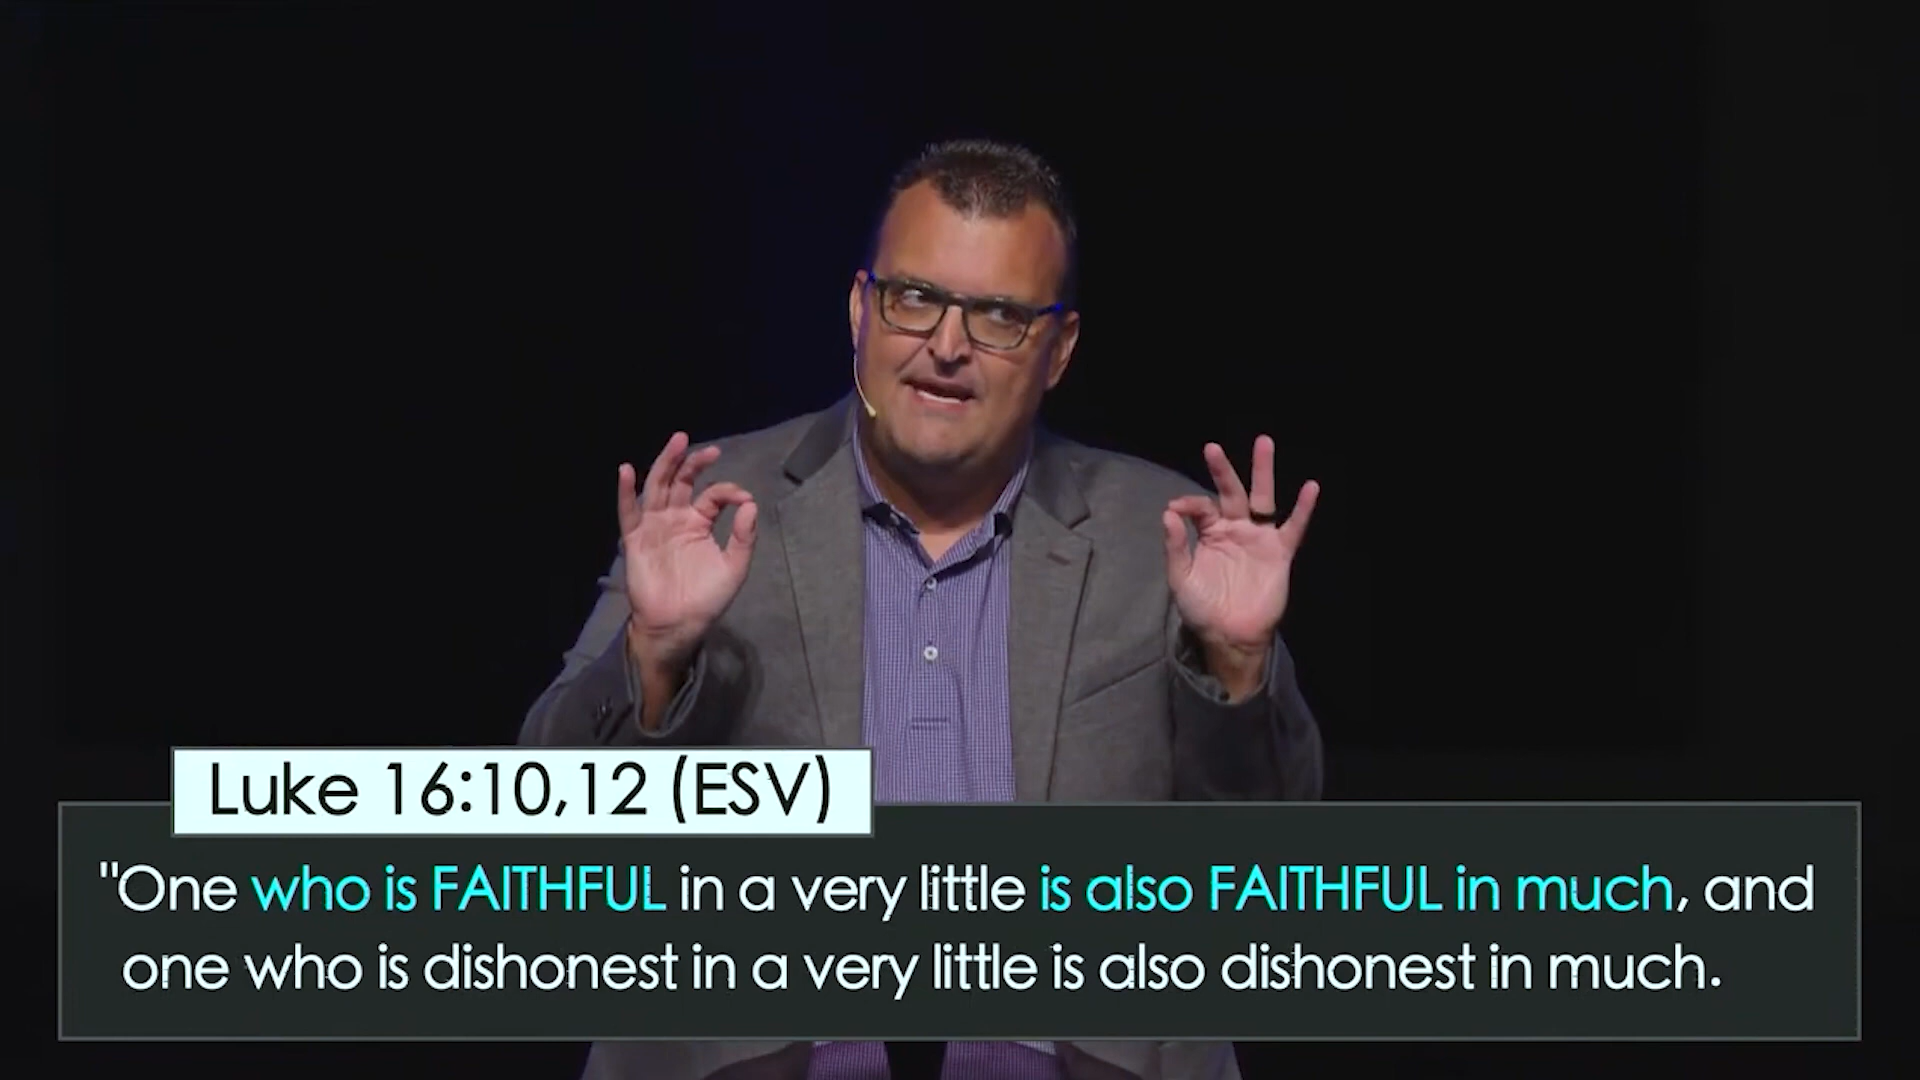 Luke 16:10,12 (ESV)
"One who is FAITHFUL in a very little is also FAITHFUL in much, and
one who is dishonest in a very little is also dishonest in much.